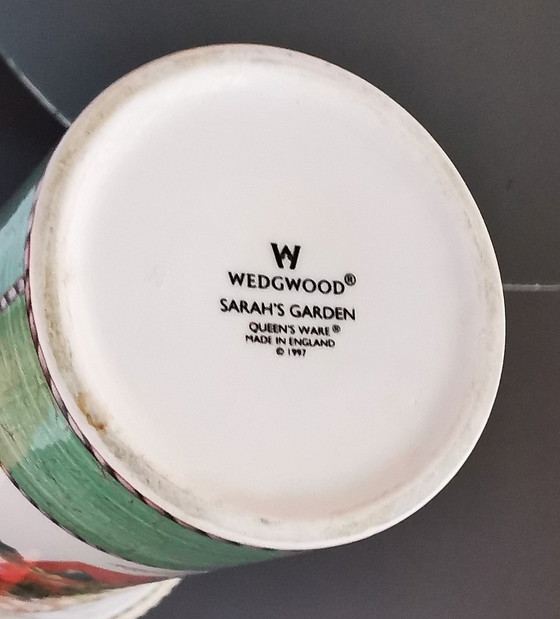 W
WEDGWOOD®
SARAH'S GARDEN
QUEEN'S WARE®
MADE IN ENGLAND
© 1997